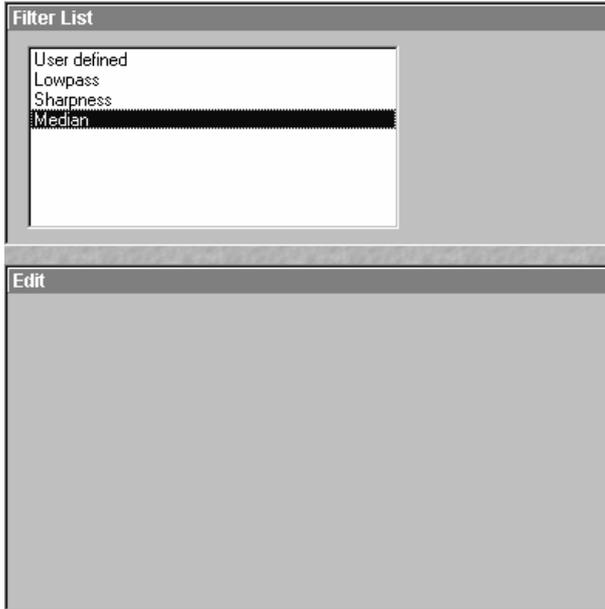 Filter List
User defined
Lowpass
Sharpness
Median
Edit